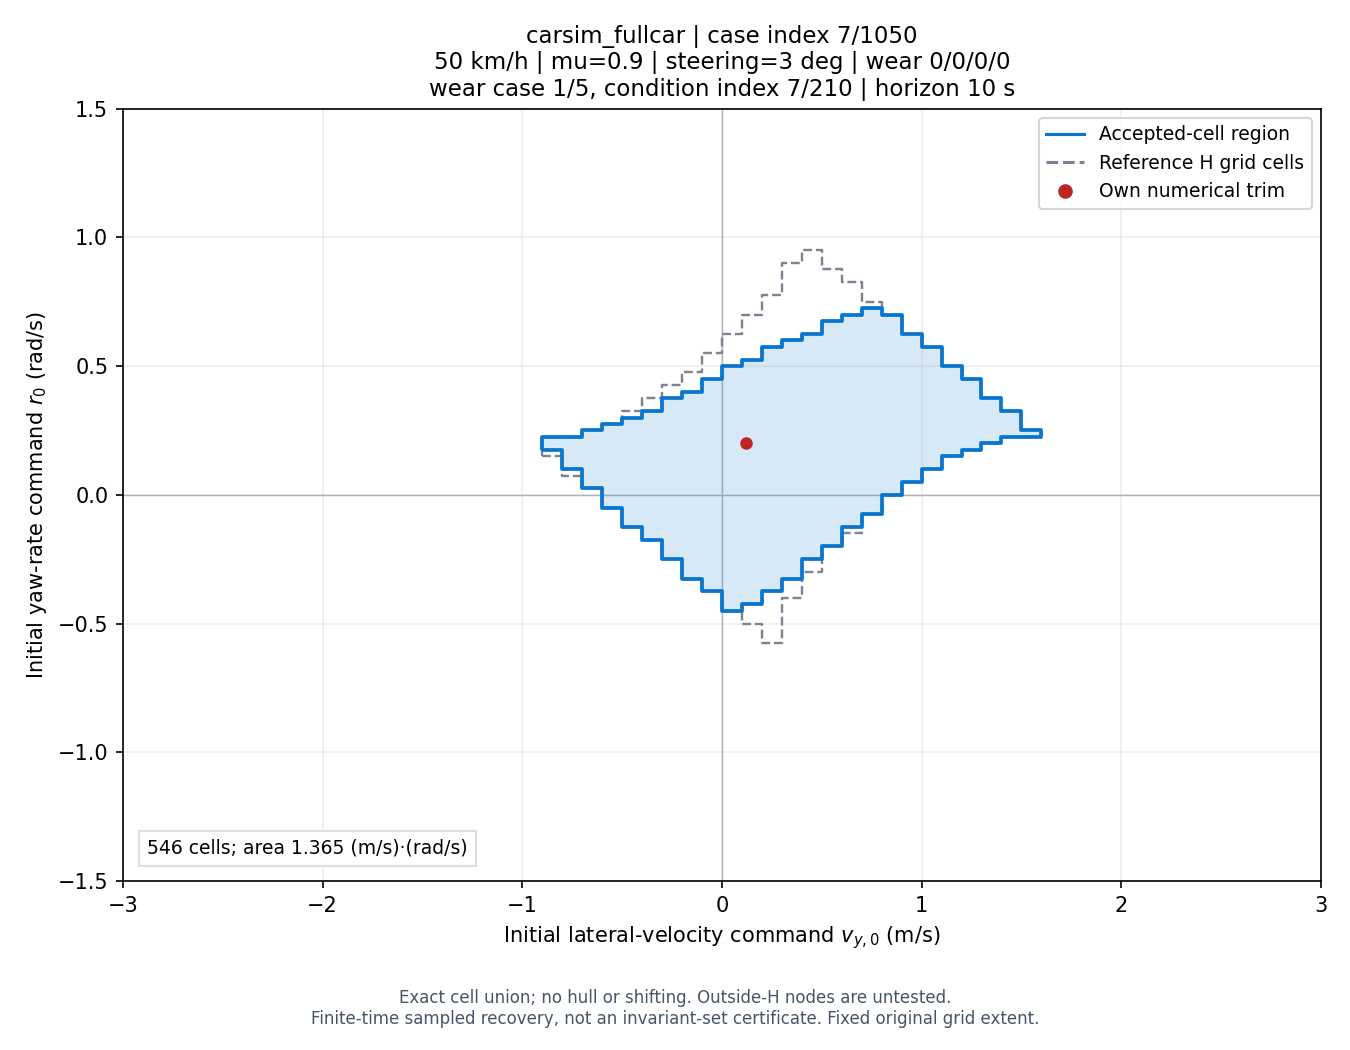 carsim_fullcar | case index 7/1050
50 km/h | mu=0.9 | steering=3 deg | wear 0/0/0/0
wear case 1/5, condition index 7/210 | horizon 10 s
Accepted-cell region
Reference H grid cells
Own numerical trim
1.5
1.0
0.5
0.0
−0.5
−1.0
−1.5
Initial yaw-rate command r₀ (rad/s)
546 cells; area 1.365 (m/s)·(rad/s)
−3
−2
−1
0
1
2
3
Initial lateral-velocity command v_{y,0} (m/s)
Exact cell union; no hull or shifting. Outside-H nodes are untested.
Finite-time sampled recovery, not an invariant-set certificate. Fixed original grid extent.